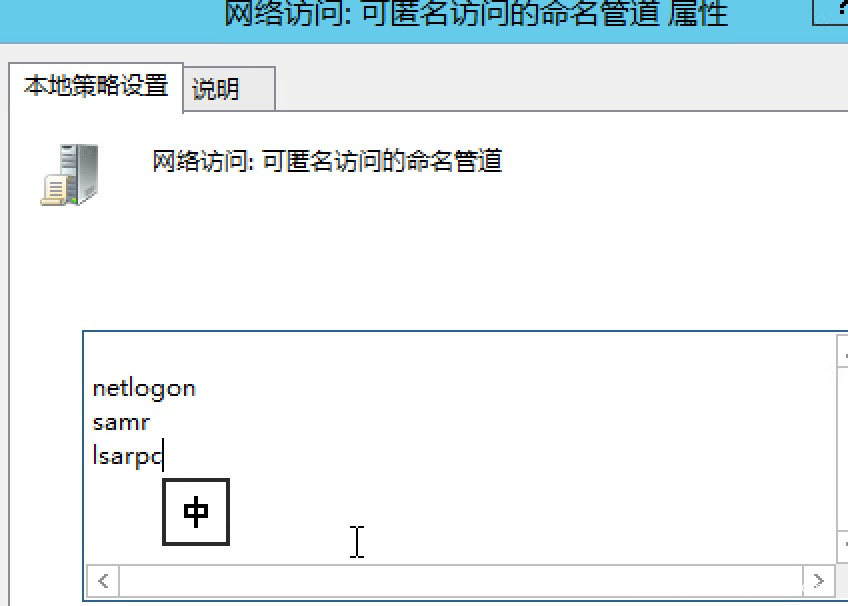 网络访问: 可匿名访问的命名管道 属性
?
本地策略设置
说明
网络访问: 可匿名访问的命名管道
netlogon
samr
lsarpc
中